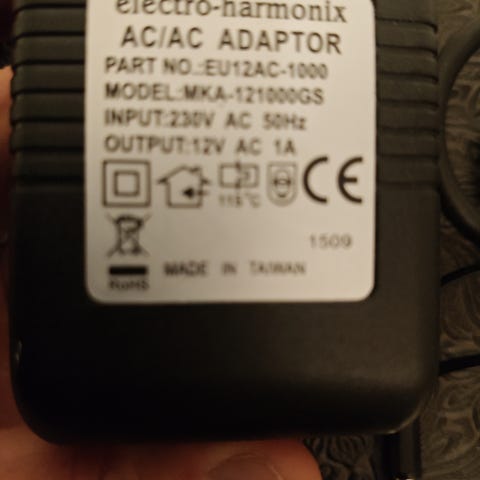 electro-harmonix
AC/AC ADAPTOR
PART NO.:EU12AC-1000
MODEL:MKA-121000GS
INPUT:230V AC 50Hz
OUTPUT:12V AC 1A
115°C
CE
1509
RoHS
MADE IN TAIWAN